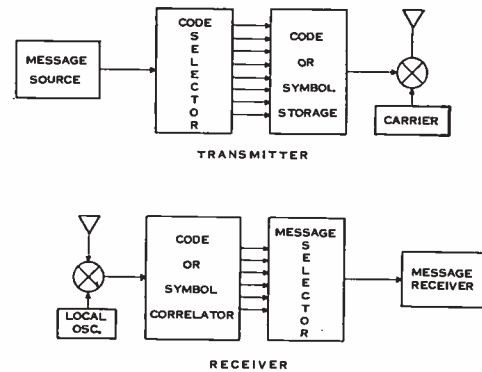 MESSAGE
SOURCE
CODE
SELECTOR
CODE
OR
SYMBOL
STORAGE
CARRIER
TRANSMITTER
LOCAL
OSC.
CODE
OR
SYMBOL
CORRELATOR
MESSAGE
SELECTOR
MESSAGE
RECEIVER
RECEIVER